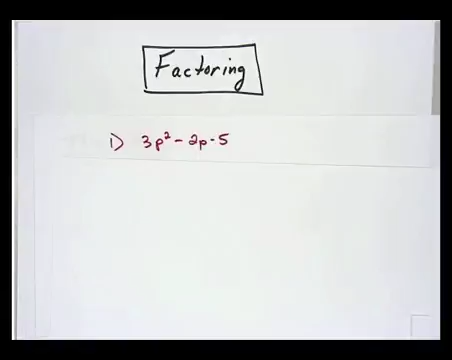 Factoring
1) 3p² - 2p - 5